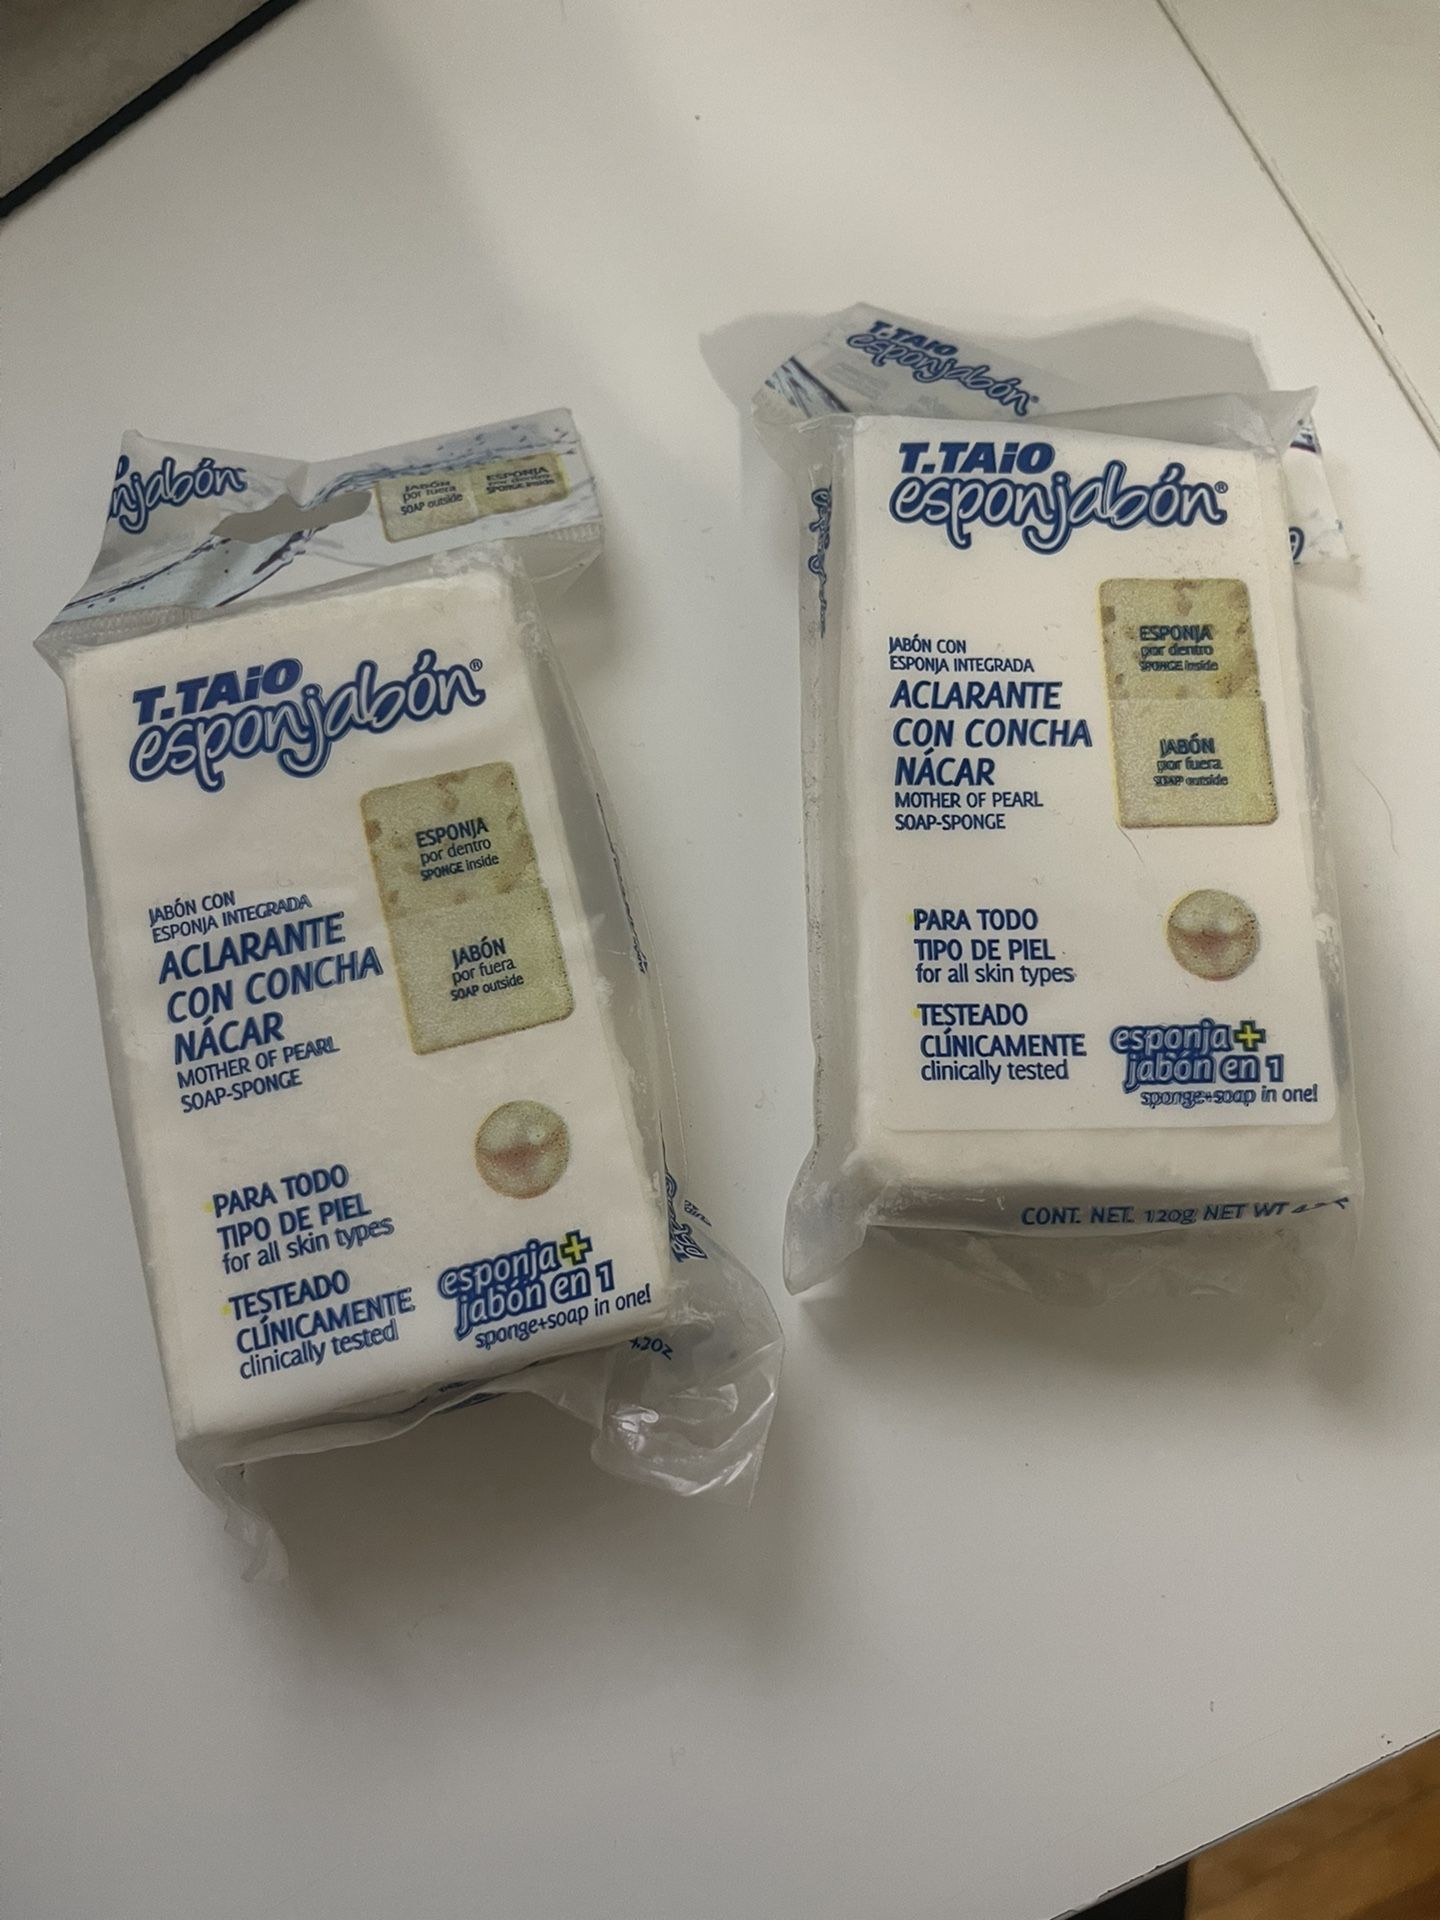 njabón
JABÓN
por fuera
SOAP outside
ESPONJA
por dentro
SPONGE inside
T.TAiO
esponjabón®
ESPONJA
por dentro
SPONGE inside
JABÓN
por fuera
SOAP outside
JABÓN CON
ESPONJA INTEGRADA
ACLARANTE
CON CONCHA
NÁCAR
MOTHER OF PEARL
SOAP-SPONGE
PARA TODO
TIPO DE PIEL
for all skin types
TESTEADO
CLÍNICAMENTE
clinically tested
esponja+
jabón en 1
sponge+soap in one!
T.TAiO
esponjabón®
T.TAiO
esponjabón®
ESPONJA
por dentro
SPONGE inside
JABÓN
por fuera
SOAP outside
JABÓN CON
ESPONJA INTEGRADA
ACLARANTE
CON CONCHA
NÁCAR
MOTHER OF PEARL
SOAP-SPONGE
PARA TODO
TIPO DE PIEL
for all skin types
TESTEADO
CLÍNICAMENTE
clinically tested
esponja+
jabón en 1
sponge+soap in one!
CONT. NET. 120g NET WT